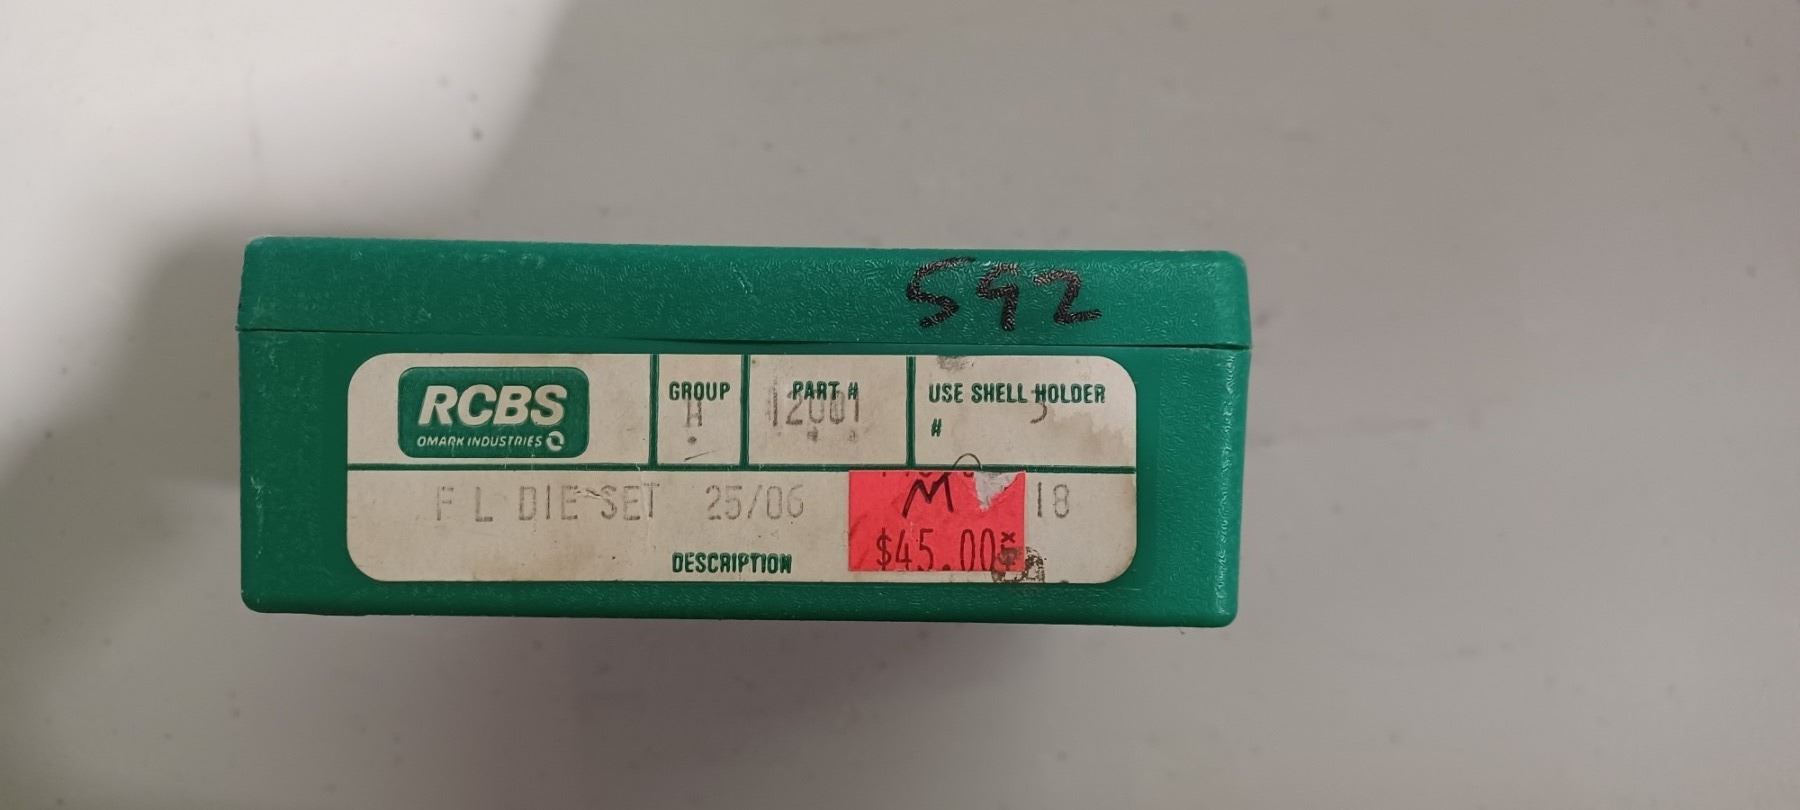 592
RCBS
OMARK INDUSTRIES
GROUP
A
PART #
12001
USE SHELL HOLDER
# 3
F L DIE SET 25/06
18
M
$45.00
DESCRIPTION